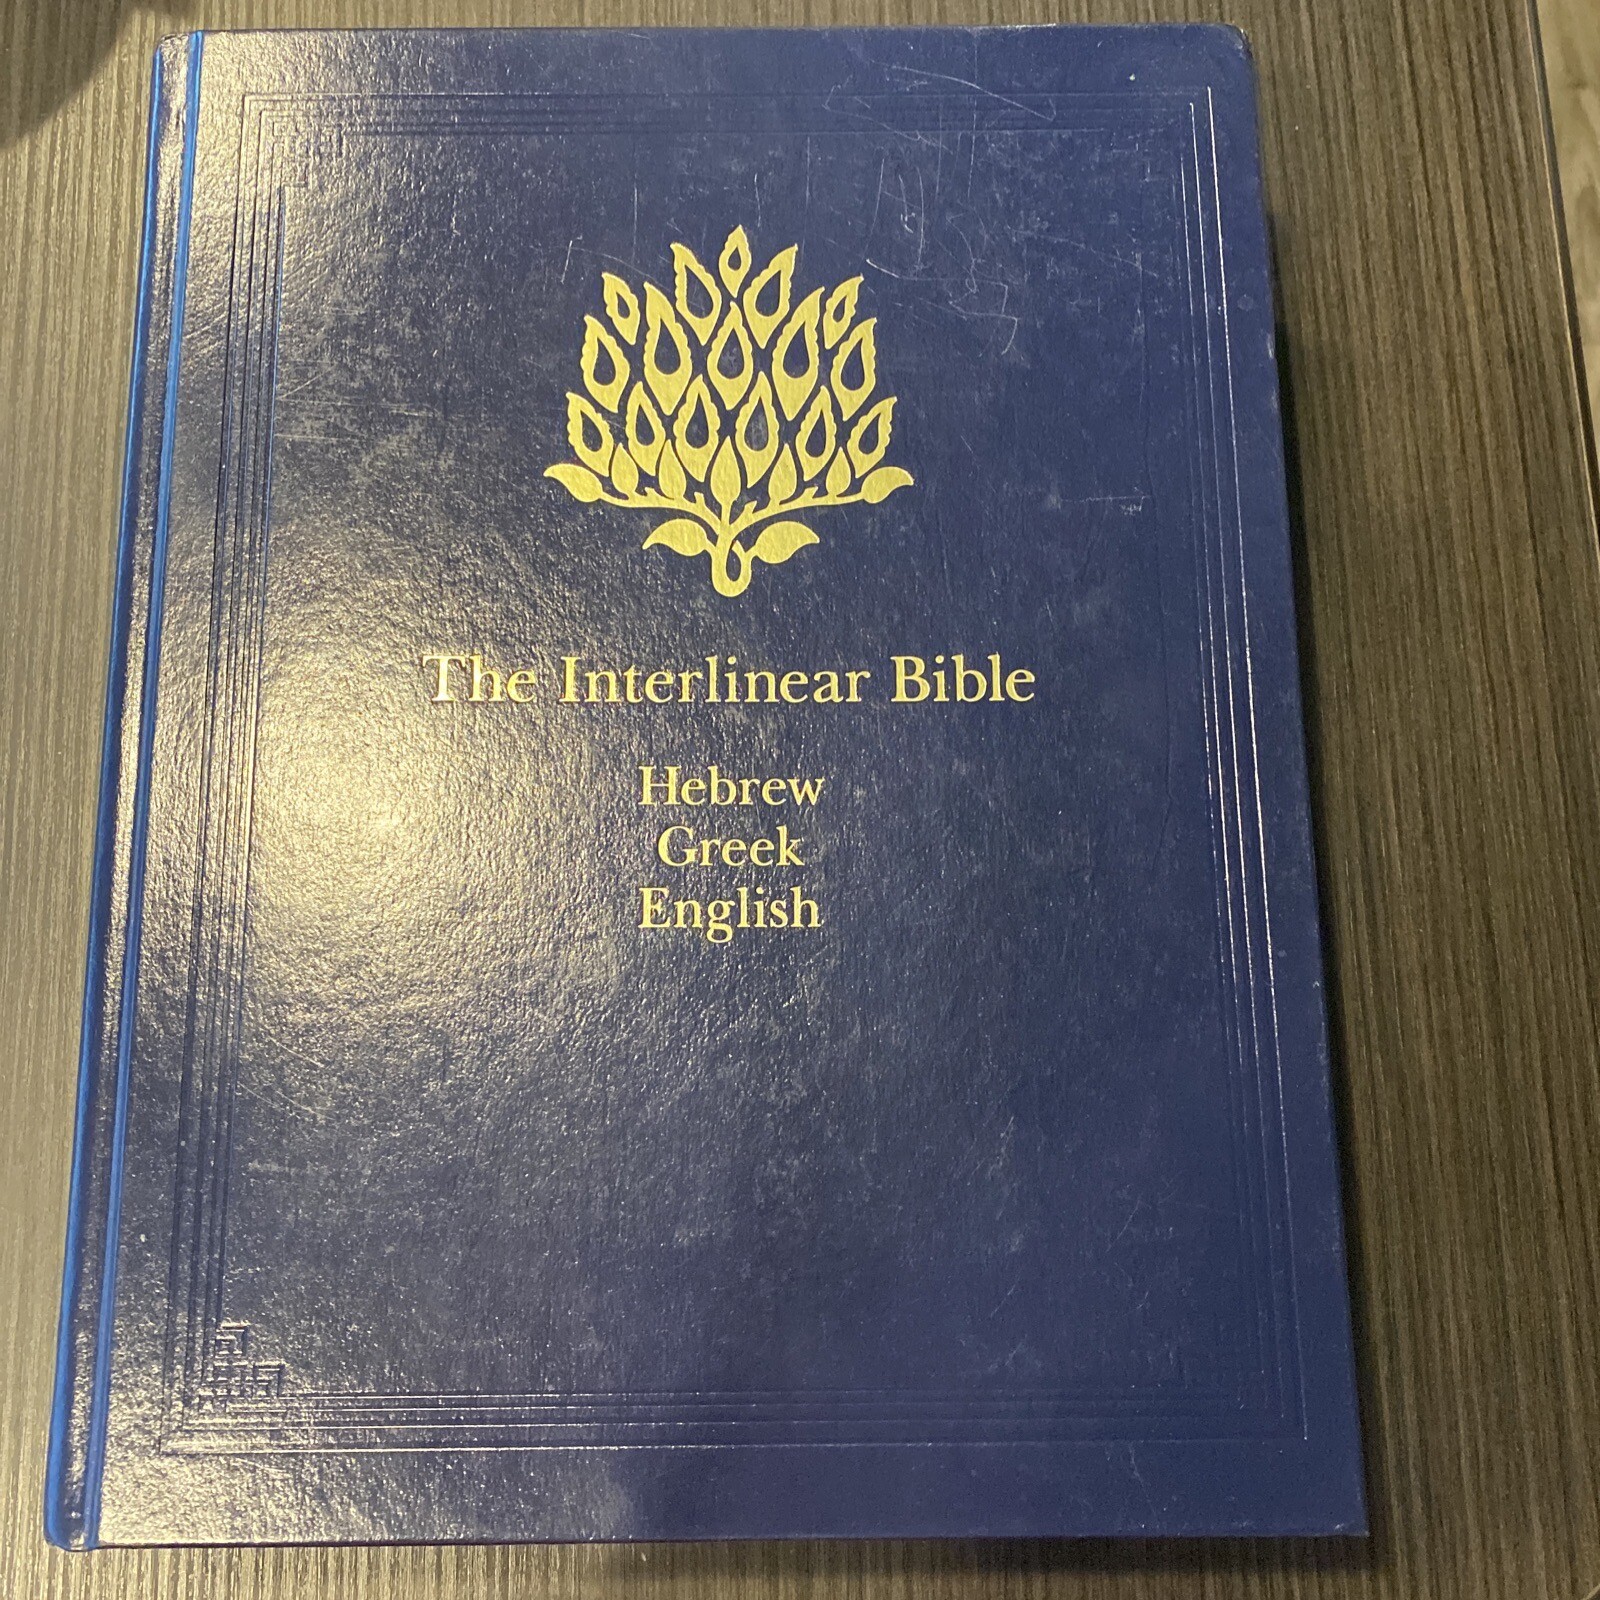 The Interlinear Bible
Hebrew
Greek
English